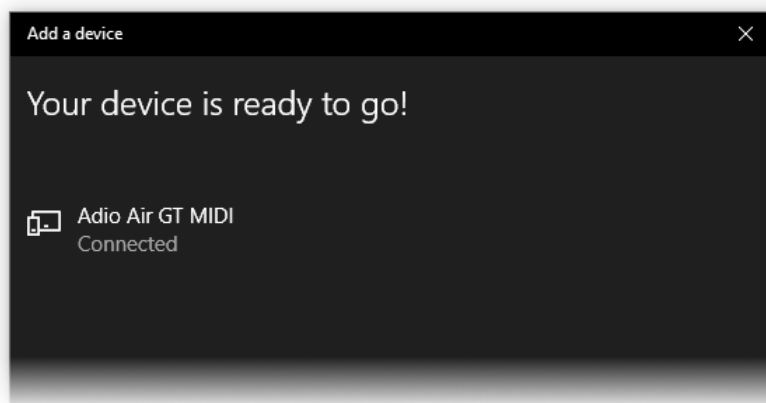 Add a device
Your device is ready to go!
Adio Air GT MIDI
Connected